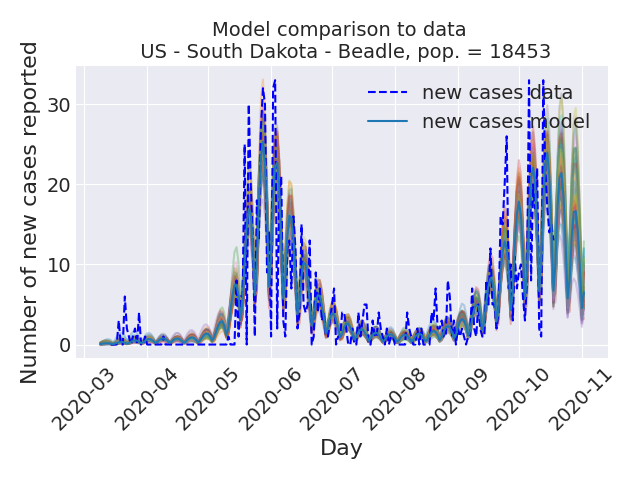 Model comparison to data
US - South Dakota - Beadle, pop. = 18453
Number of new cases reported
30
20
10
0
new cases data
new cases model
2020-03
2020-04
2020-05
2020-06
2020-07
2020-08
2020-09
2020-10
2020-11
Day